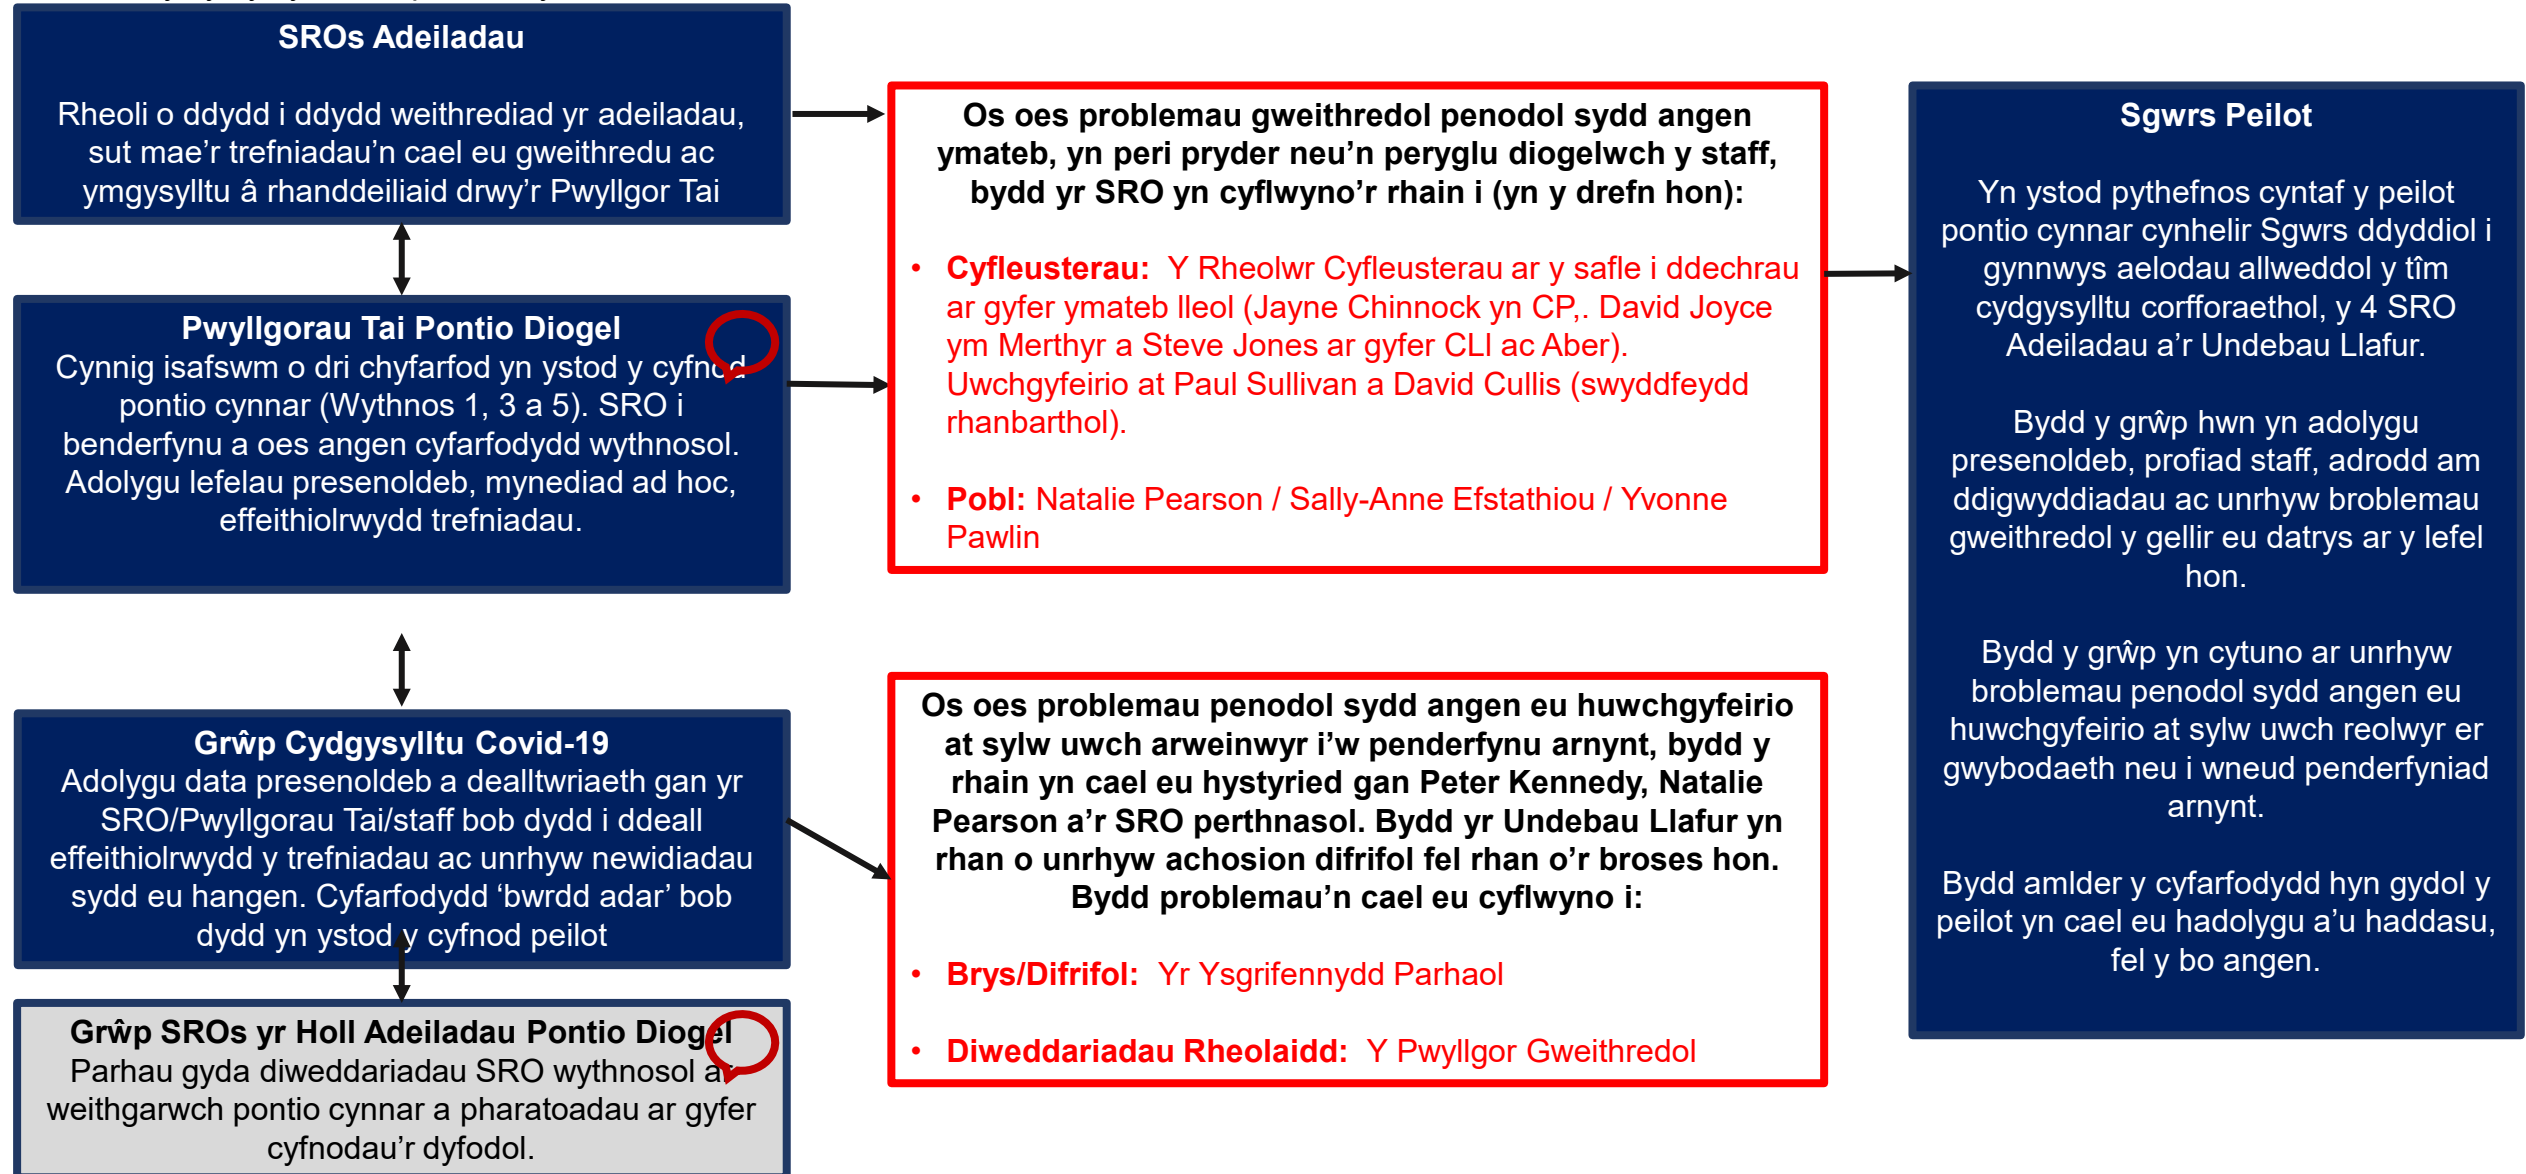 SROs Adeiladau
Rheoli o ddydd i ddydd weithrediad yr adeiladau,
sut mae'r trefniadau'n cael eu gweithredu ac
ymgysylltu â rhanddeiliaid drwy'r Pwyllgor Tai
Pwyllgorau Tai Pontio Diogel
Cynnig isafswm o dri chyfarfod yn ystod y cyfnod
pontio cynnar (Wythnos 1, 3 a 5). SRO i
benderfynu a oes angen cyfarfodydd wythnosol.
Adolygu lefelau presenoldeb, mynediad ad hoc,
effeithiolrwydd trefniadau.
Grŵp Cydgysylltu Covid-19
Adolygu data presenoldeb a dealltwriaeth gan yr
SRO/Pwyllgorau Tai/staff bob dydd i ddeall
effeithiolrwydd y trefniadau ac unrhyw newidiadau
sydd eu hangen. Cyfarfodydd ‘bwrdd adar’ bob
dydd yn ystod y cyfnod peilot
Grŵp SROs yr Holl Adeiladau Pontio Diogel
Parhau gyda diweddariadau SRO wythnosol ar
weithgarwch pontio cynnar a pharatoadau ar gyfer
cyfnodau’r dyfodol.
Os oes problemau gweithredol penodol sydd angen
ymateb, yn peri pryder neu’n peryglu diogelwch y staff,
bydd yr SRO yn cyflwyno’r rhain i (yn y drefn hon):
• Cyfleusterau: Y Rheolwr Cyfleusterau ar y safle i ddechrau
ar gyfer ymateb lleol (Jayne Chinnock yn CP,. David Joyce
ym Merthyr a Steve Jones ar gyfer CLl ac Aber).
Uwchgyfeirio at Paul Sullivan a David Cullis (swyddfeydd
rhanbarthol).
• Pobl: Natalie Pearson / Sally-Anne Efstathiou / Yvonne
Pawlin
Os oes problemau penodol sydd angen eu huwchgyfeirio
at sylw uwch arweinwyr i’w penderfynu arnynt, bydd y
rhain yn cael eu hystyried gan Peter Kennedy, Natalie
Pearson a’r SRO perthnasol. Bydd yr Undebau Llafur yn
rhan o unrhyw achosion difrifol fel rhan o’r broses hon.
Bydd problemau’n cael eu cyflwyno i:
• Brys/Difrifol: Yr Ysgrifennydd Parhaol
• Diweddariadau Rheolaidd: Y Pwyllgor Gweithredol
Sgwrs Peilot
Yn ystod pythefnos cyntaf y peilot
pontio cynnar cynhelir Sgwrs ddyddiol i
gynnwys aelodau allweddol y tîm
cydgysylltu corfforaethol, y 4 SRO
Adeiladau a’r Undebau Llafur.
Bydd y grŵp hwn yn adolygu
presenoldeb, profiad staff, adrodd am
ddigwyddiadau ac unrhyw broblemau
gweithredol y gellir eu datrys ar y lefel
hon.
Bydd y grŵp yn cytuno ar unrhyw
broblemau penodol sydd angen eu
huwchgyfeirio at sylw uwch reolwyr er
gwybodaeth neu i wneud penderfyniad
arnynt.
Bydd amlder y cyfarfodydd hyn gydol y
peilot yn cael eu hadolygu a’u haddasu,
fel y bo angen.